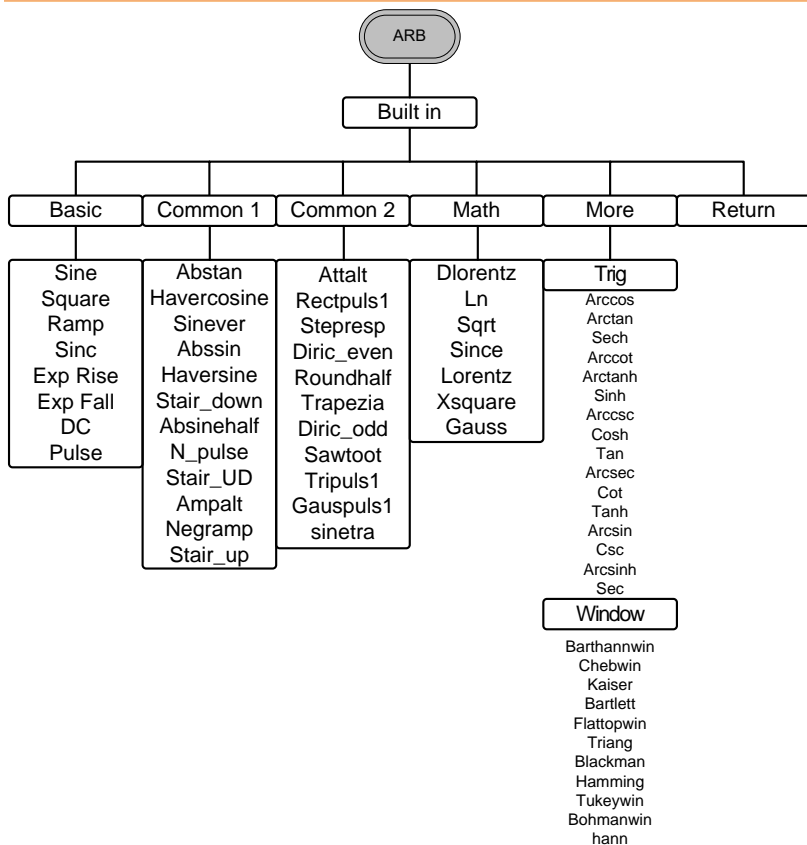 ARB
Built in
Basic
Common 1
Common 2
Math
More
Return
Sine
Square
Ramp
Sinc
Exp Rise
Exp Fall
DC
Pulse
Abstan
Havercosine
Sinever
Abssin
Haversine
Stair_down
Absinehalf
N_pulse
Stair_UD
Ampalt
Negramp
Stair_up
Attalt
Rectpuls1
Stepresp
Diric_even
Roundhalf
Trapezia
Diric_odd
Sawtoot
Tripuls1
Gauspuls1
sinetra
Dlorentz
Ln
Sqrt
Since
Lorentz
Xsquare
Gauss
Trig
Arccos
Arctan
Sech
Arccot
Arctanh
Sinh
Arccsc
Cosh
Tan
Arcsec
Cot
Tanh
Arcsin
Csc
Arcsinh
Sec
Window
Barthannwin
Chebwin
Kaiser
Bartlett
Flattopwin
Triang
Blackman
Hamming
Tukeywin
Bohmanwin
hann